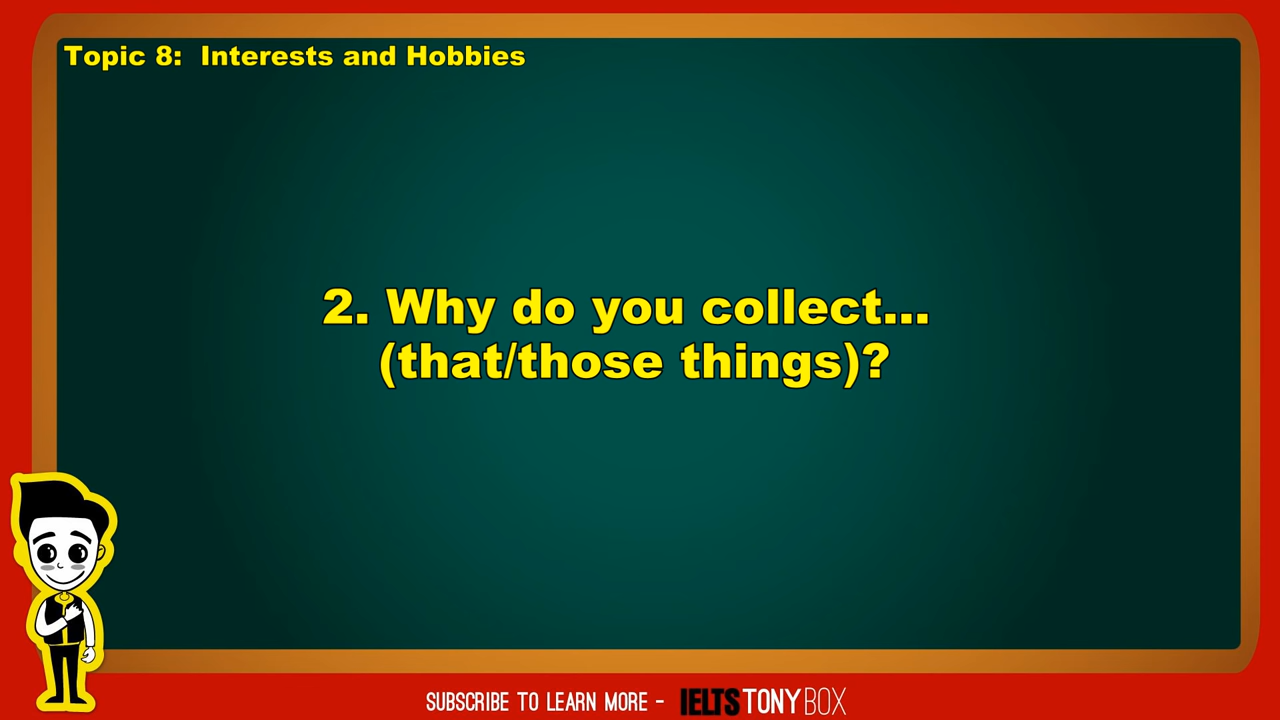 Topic 8:  Interests and Hobbies
2. Why do you collect...
(that/those things)?
SUBSCRIBE TO LEARN MORE - IELTSTONYBOX